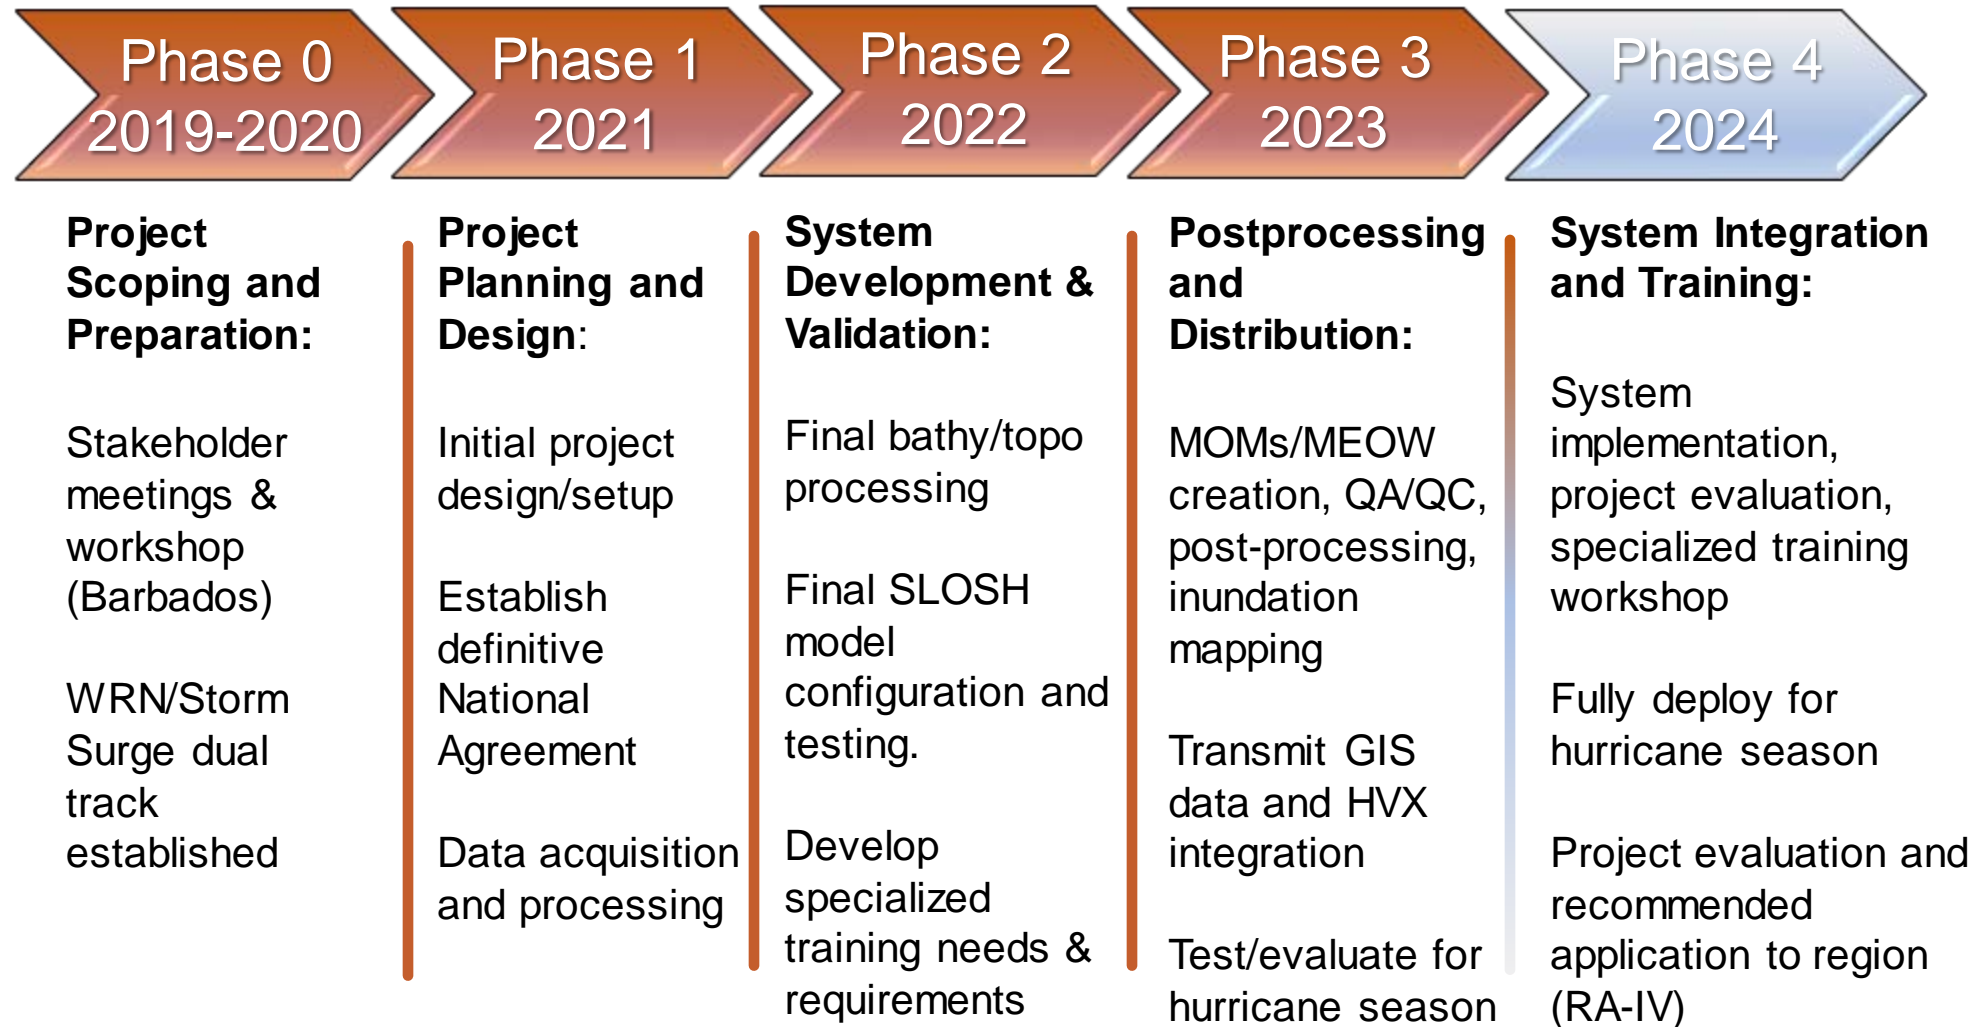 Phase 0
2019-2020
Phase 1
2021
Phase 2
2022
Phase 3
2023
Phase 4
2024
Project
Scoping and
Preparation:
Stakeholder
meetings &
workshop
(Barbados)
WRN/Storm
Surge dual
track
established
Project
Planning and
Design:
Initial project
design/setup
Establish
definitive
National
Agreement
Data acquisition
and processing
System
Development &
Validation:
Final bathy/topo
processing
Final SLOSH
model
configuration and
testing.
Develop
specialized
training needs &
requirements
Postprocessing
and
Distribution:
MOMs/MEOW
creation, QA/QC,
post-processing,
inundation
mapping
Transmit GIS
data and HVX
integration
Test/evaluate for
hurricane season
System Integration
and Training:
System
implementation,
project evaluation,
specialized training
workshop
Fully deploy for
hurricane season
Project evaluation and
recommended
application to region
(RA-IV)